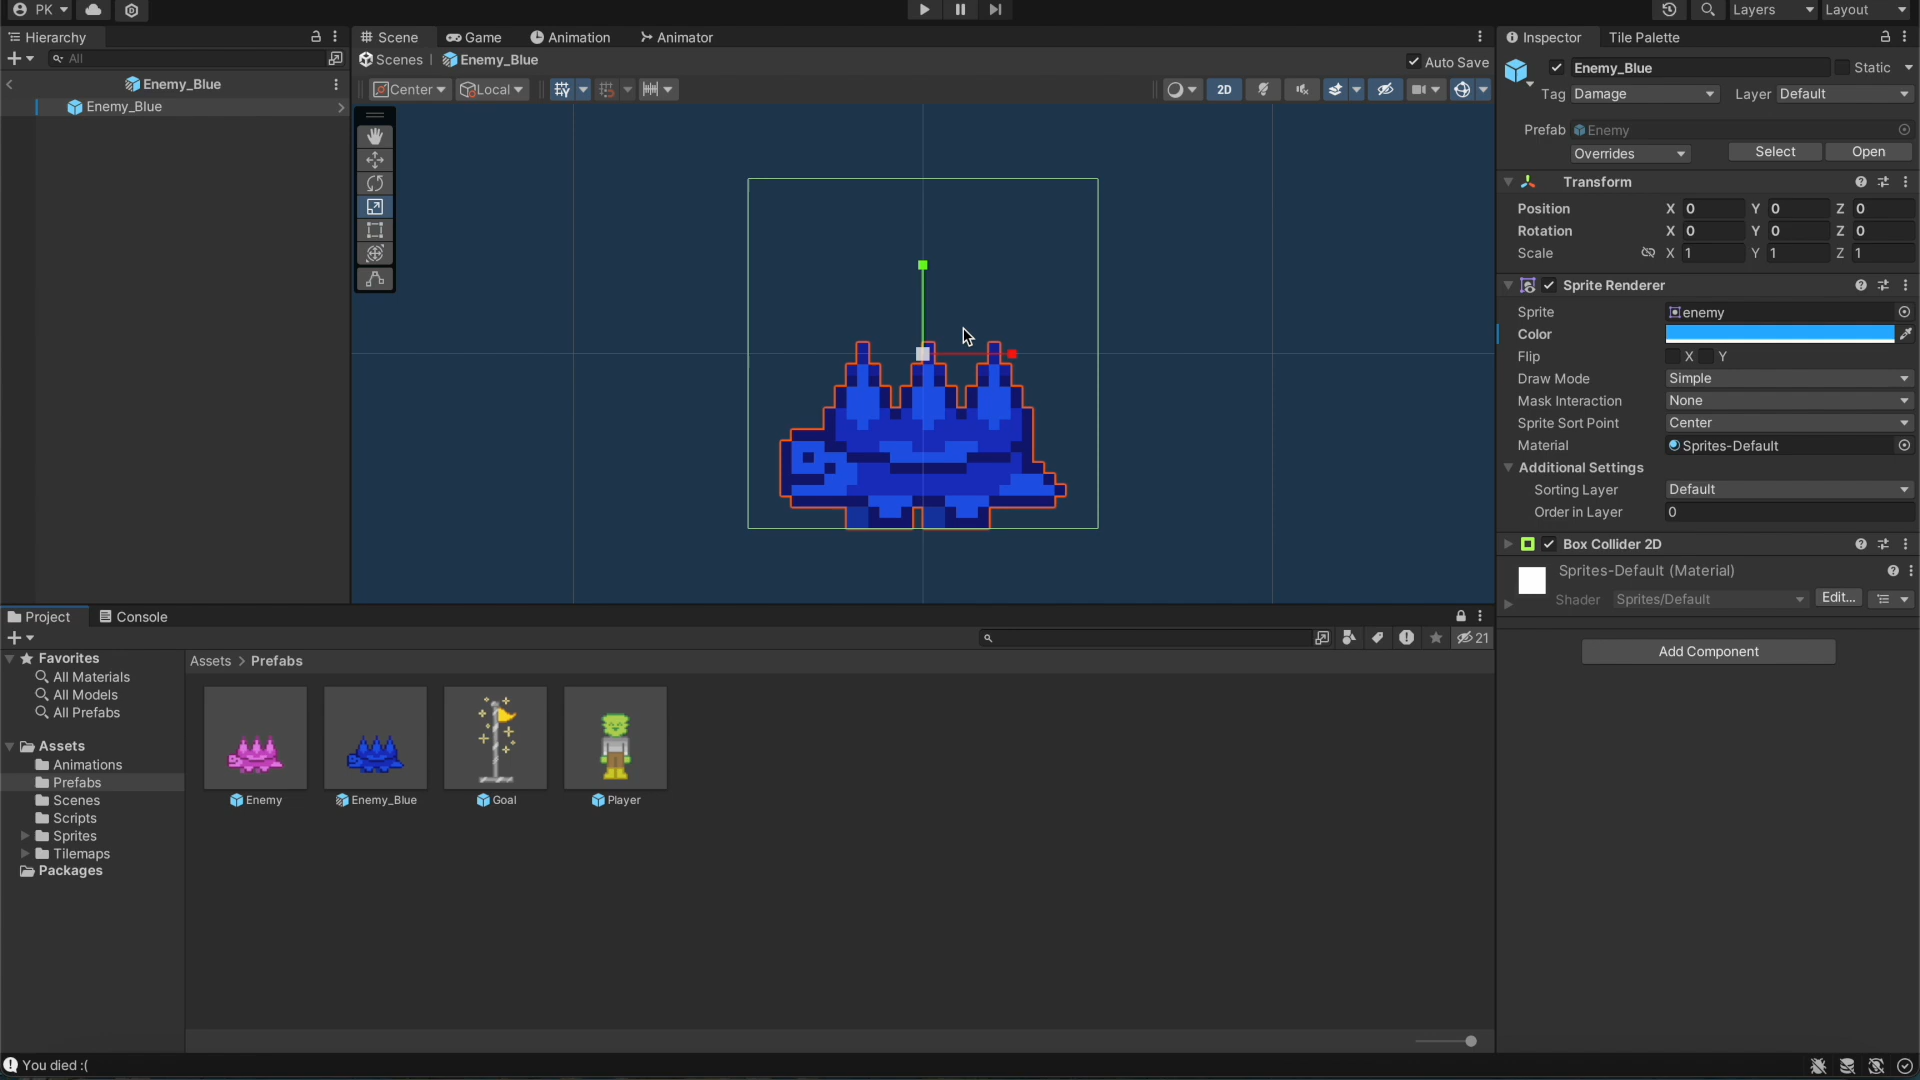 PK
Layers
Layout
Hierarchy
All
Enemy_Blue
Enemy_Blue
Scene
Game
Animation
Animator
Scenes
Enemy_Blue
Auto Save
Center
Local
2D
Inspector
Tile Palette
Enemy_Blue
Static
Tag
Damage
Layer
Default
Prefab
Enemy
Overrides
Select
Open
Transform
Position X 0 Y 0 Z 0
Rotation X 0 Y 0 Z 0
Scale X 1 Y 1 Z 1
Sprite Renderer
Sprite
enemy
Color
Flip
X
Y
Draw Mode
Simple
Mask Interaction
None
Sprite Sort Point
Center
Material
Sprites-Default
Additional Settings
Sorting Layer
Default
Order in Layer
0
Box Collider 2D
Sprites-Default (Material)
Shader
Sprites/Default
Edit...
Add Component
Project
Console
21
Favorites
All Materials
All Models
All Prefabs
Assets
Animations
Prefabs
Scenes
Scripts
Sprites
Tilemaps
Packages
Assets > Prefabs
Enemy
Enemy_Blue
Goal
Player
You died :(